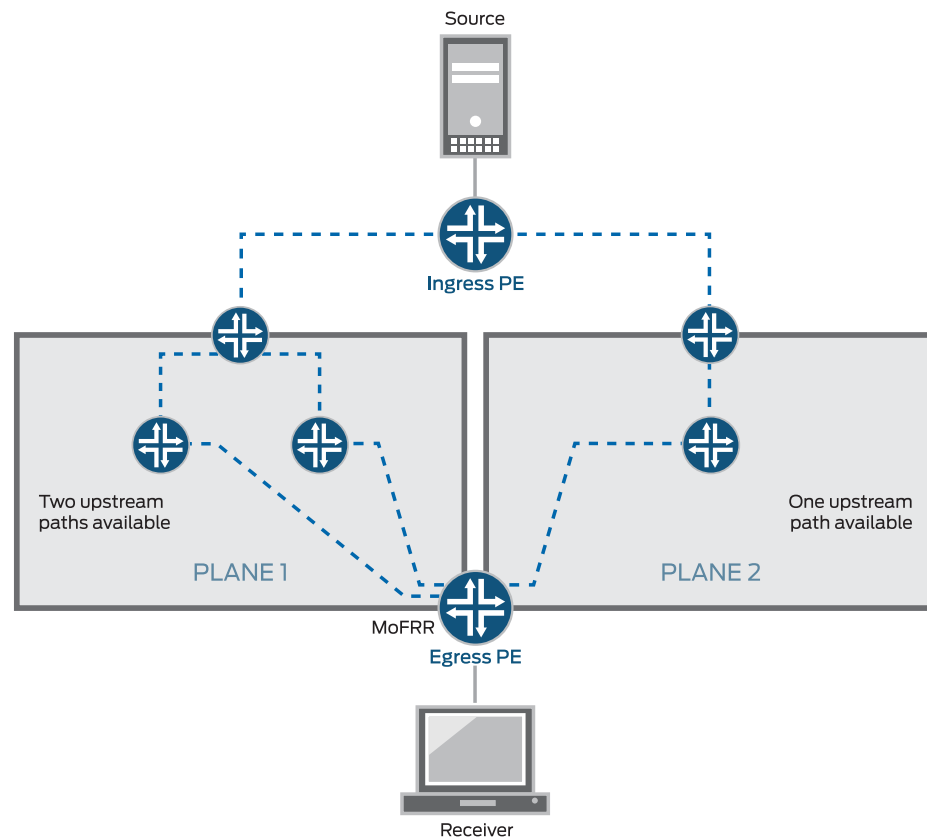 Source
Ingress PE
Two upstream
paths available
One upstream
path available
PLANE 1
PLANE 2
MoFRR
Egress PE
Receiver